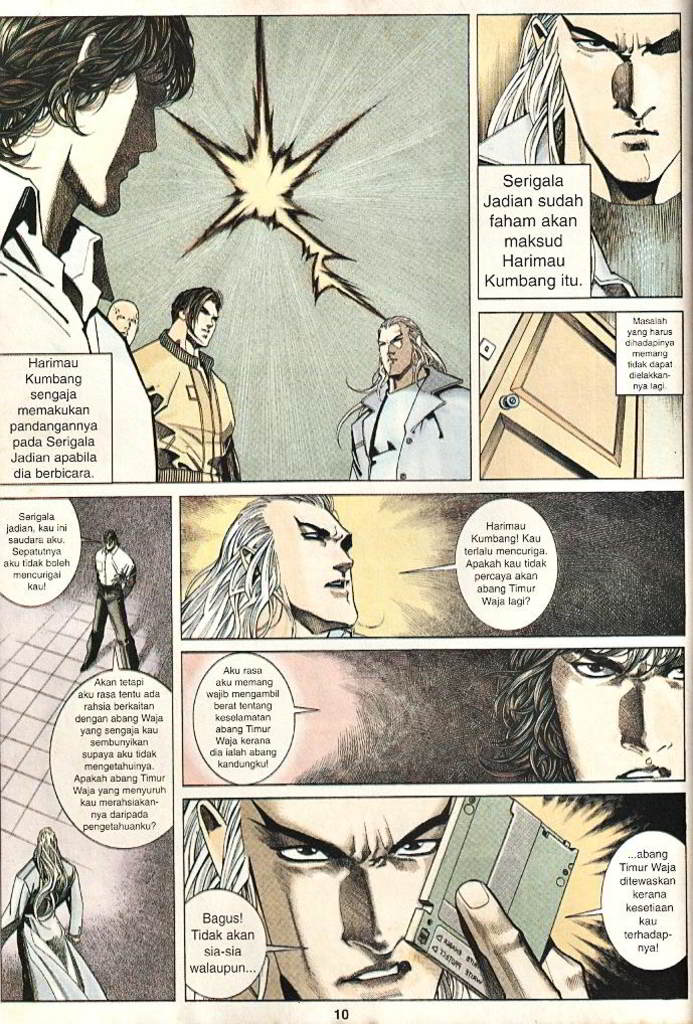 Harimau
Kumbang
sengaja
memakukan
pandangannya
pada Serigala
Jadian apabila
dia berbicara.
Serigala
Jadian sudah
faham akan
maksud
Harimau
Kumbang itu.
Masalah
yang harus
dihadapinya
memang
tidak dapat
dielakkan-
nya lagi.
Serigala
jadian, kau ini
saudara aku.
Sepatutnya
aku tidak boleh
mencurigai
kau!
Akan tetapi
aku rasa tentu ada
rahsia berkaitan
dengan abang Waja
yang sengaja kau
sembunyikan
supaya aku tidak
mengetahuinya.
Apakah abang Timur
Waja yang menyuruh
kau merahsiakan-
nya daripada
pengetahuanku?
Harimau
Kumbang! Kau
terlalu mencuriga.
Apakah kau tidak
percaya akan
abang Timur
Waja lagi?
Aku rasa
aku memang
wajib mengambil
berat tentang
keselamatan
abang Timur
Waja kerana
dia ialah abang
kandungku!
Bagus!
Tidak akan
sia-sia
walaupun...
...abang
Timur Waja
ditewaskan
kerana
kesetiaan
kau
terhadap-
nya!
10